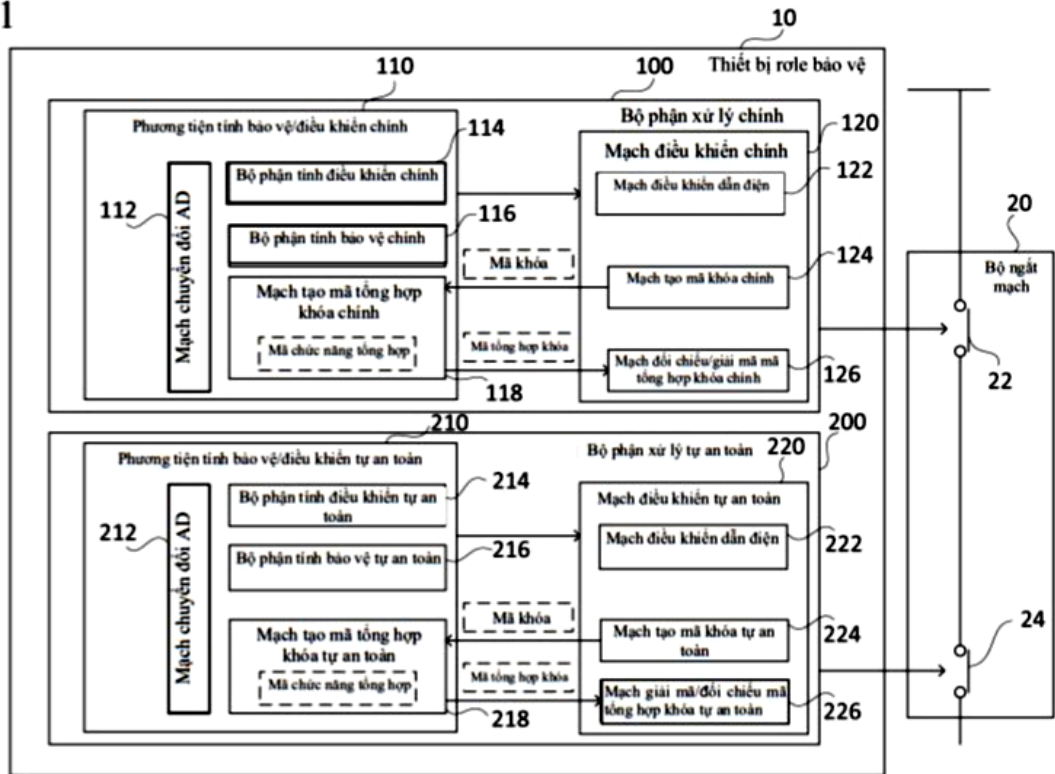 1
10
Thiết bị rơle bảo vệ
110
100
Bộ phận xử lý chính
Phương tiện tính bảo vệ/điều khiển chính
114
120
Mạch điều khiển chính
Bộ phận tính điều khiển chính
122
Mạch điều khiển dẫn điện
112
Mạch chuyển đổi AD
116
Bộ phận tính bảo vệ chính
20
Bộ ngắt
mạch
Mã khóa
124
Mạch tạo mã khóa chính
Mạch tạo mã tổng hợp
khóa chính
Mã chức năng tổng hợp
Mã tổng hợp khóa
Mạch đối chiếu/giải mã mã
tổng hợp khóa chính
126
22
118
210
200
Phương tiện tính bảo vệ/điều khiển tự an toàn
Bộ phận xử lý tự an toàn
220
214
Bộ phận tính điều khiển tự an
toàn
Mạch điều khiển tự an toàn
212
Mạch chuyển đổi AD
216
Bộ phận tính bảo vệ tự an toàn
Mạch điều khiển dẫn điện
222
Mã khóa
Mạch tạo mã khóa tự an
toàn
224
24
Mạch tạo mã tổng hợp
khóa tự an toàn
Mã chức năng tổng hợp
Mã tổng hợp khóa
Mạch giải mã/đối chiếu mã
tổng hợp khóa tự an toàn
226
218